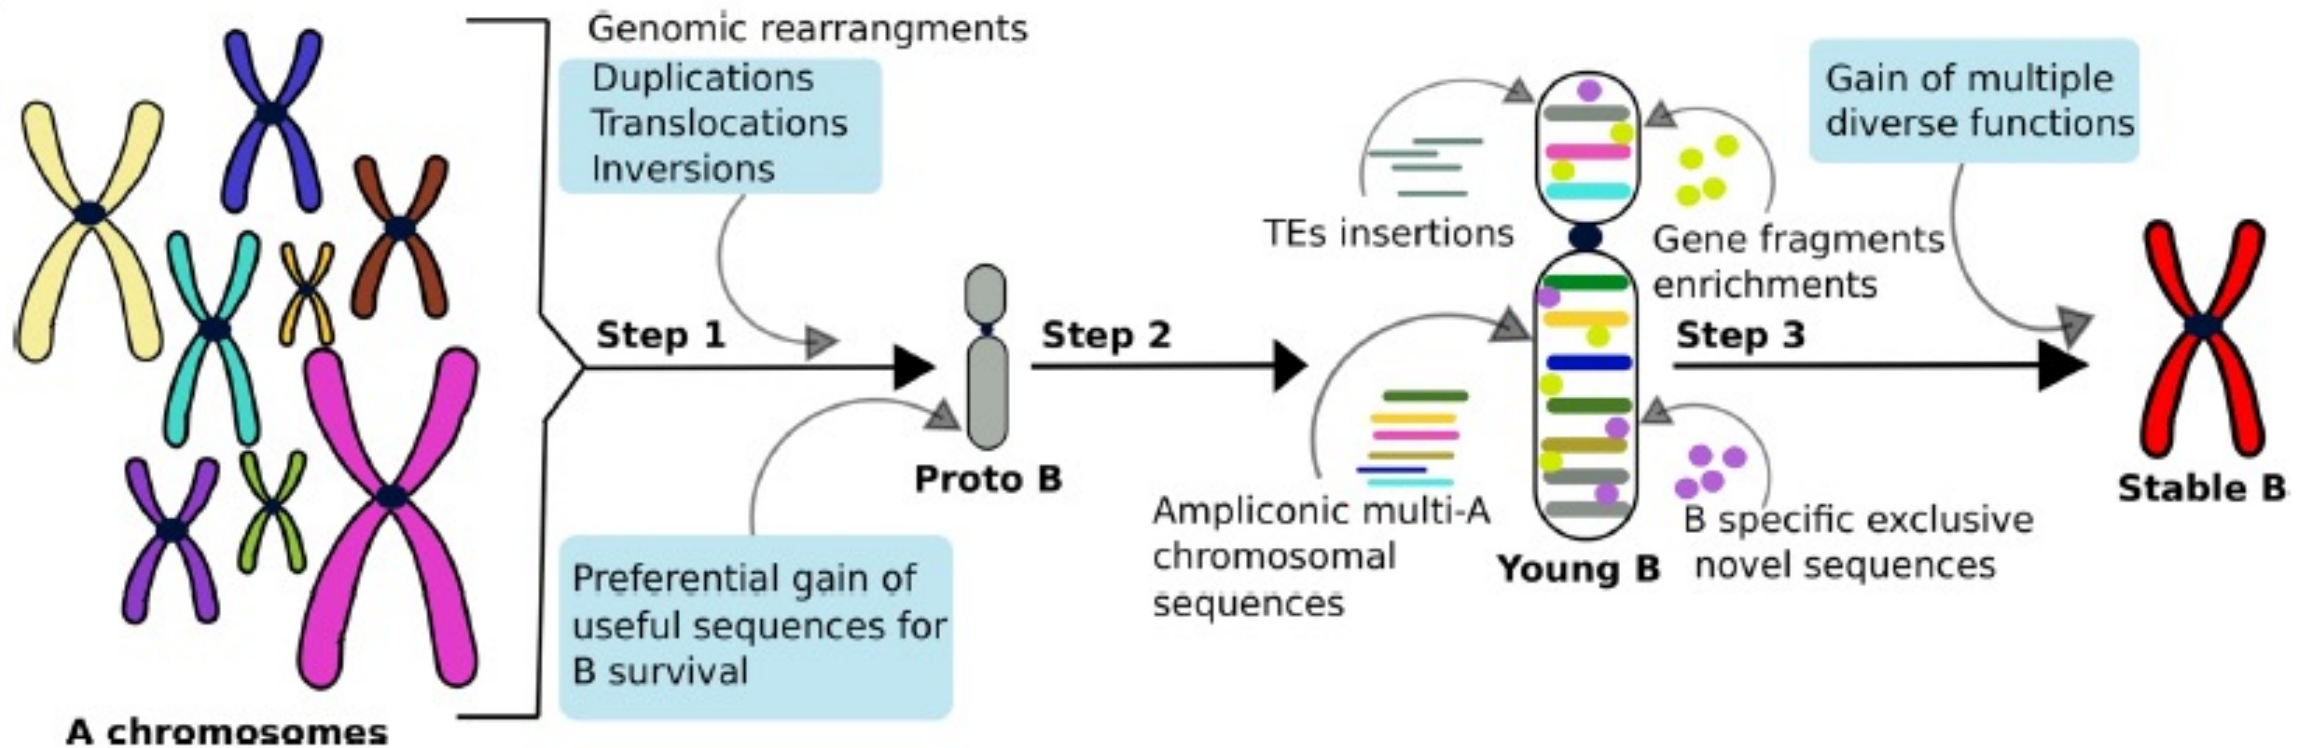 Genomic rearrangments
Duplications
Translocations
Inversions
Step 1
Preferential gain of
useful sequences for
B survival
A chromosomes
Proto B
Step 2
TEs insertions
Gene fragments
enrichments
Ampliconic multi-A
chromosomal
sequences
Young B
B specific exclusive
novel sequences
Gain of multiple
diverse functions
Step 3
Stable B